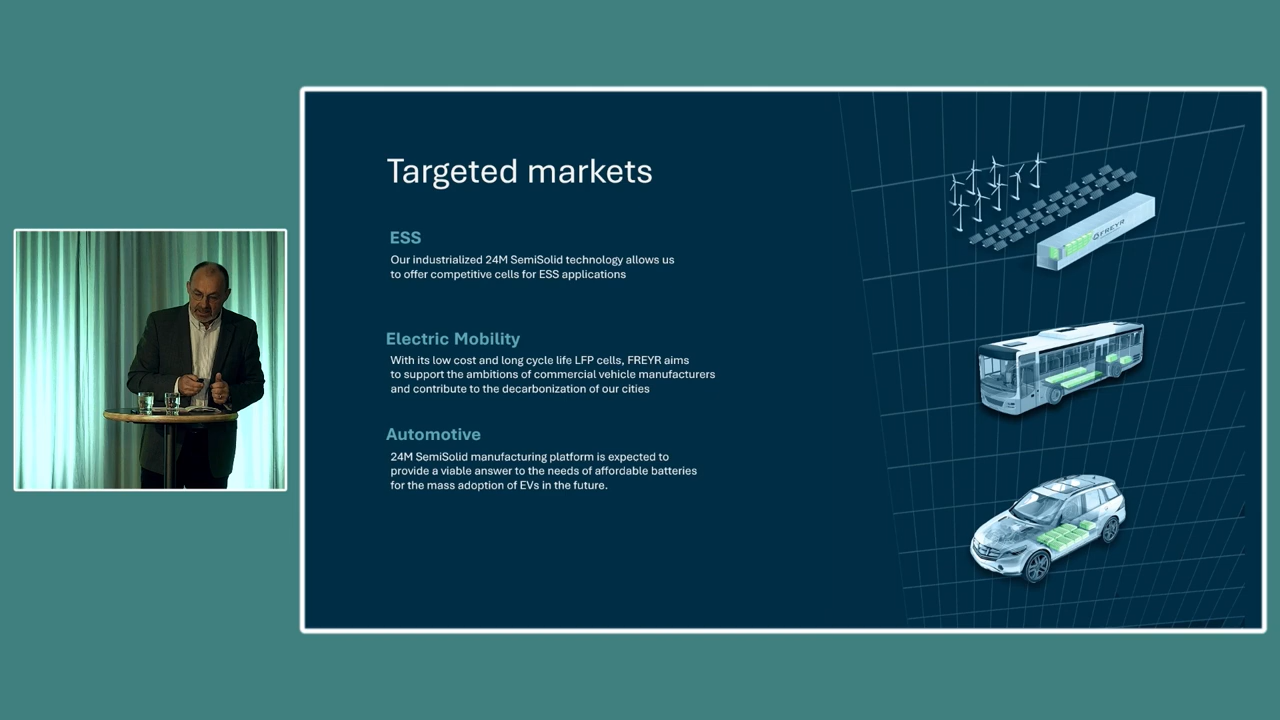 Targeted markets
ESS
Our industrialized 24M SemiSolid technology allows us
to offer competitive cells for ESS applications
Electric Mobility
With its low cost and long cycle life LFP cells, FREYR aims
to support the ambitions of commercial vehicle manufacturers
and contribute to the decarbonization of our cities
Automotive
24M SemiSolid manufacturing platform is expected to
provide a viable answer to the needs of affordable batteries
for the mass adoption of EVs in the future.
FREYR